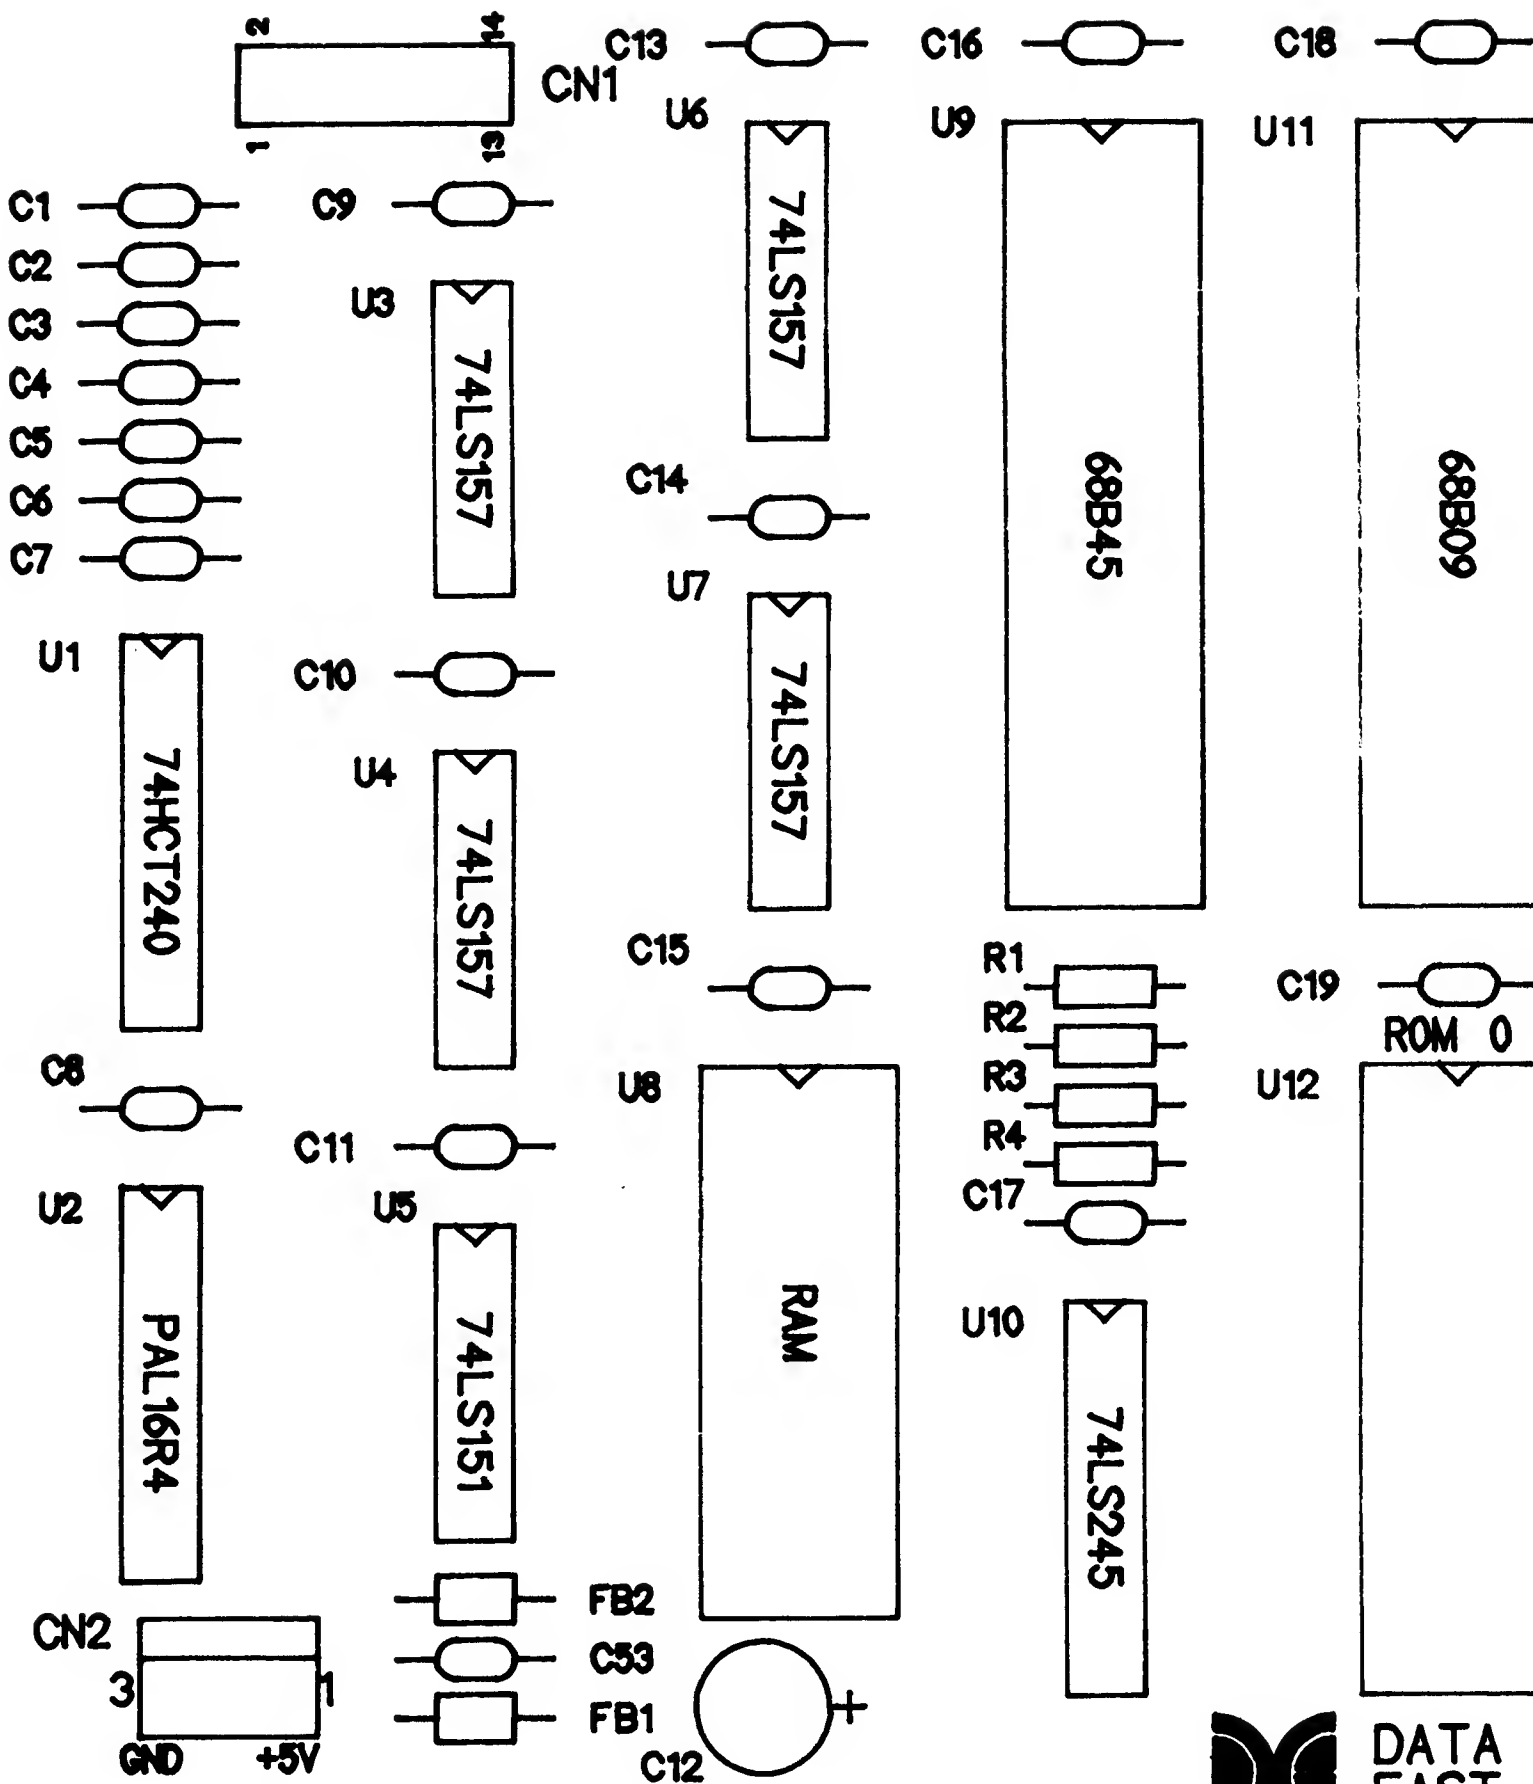 2
14
CN1
1
13
C13
C16
C18
U6
U9
U11
C1
C2
C3
C4
C5
C6
C7
C9
U3
74LS157
74LS157
68B45
68B09
C14
U7
U1
C10
74HCT240
U4
74LS157
74LS157
C15
R1
R2
R3
R4
C17
C19
ROM 0
U12
C8
C11
U8
U2
U5
PAL16R4
74LS151
RAM
U10
74LS245
CN2
3
1
GND
+5V
FB2
C53
FB1
C12
+
DATA
EAST